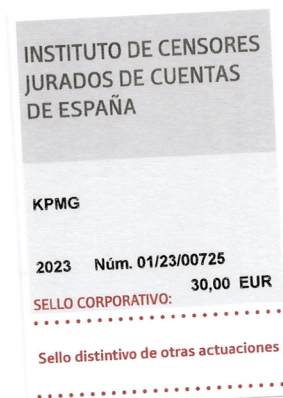 INSTITUTO DE CENSORES
JURADOS DE CUENTAS
DE ESPAÑA
KPMG
2023 Núm. 01/23/00725
30,00 EUR
SELLO CORPORATIVO:
Sello distintivo de otras actuaciones